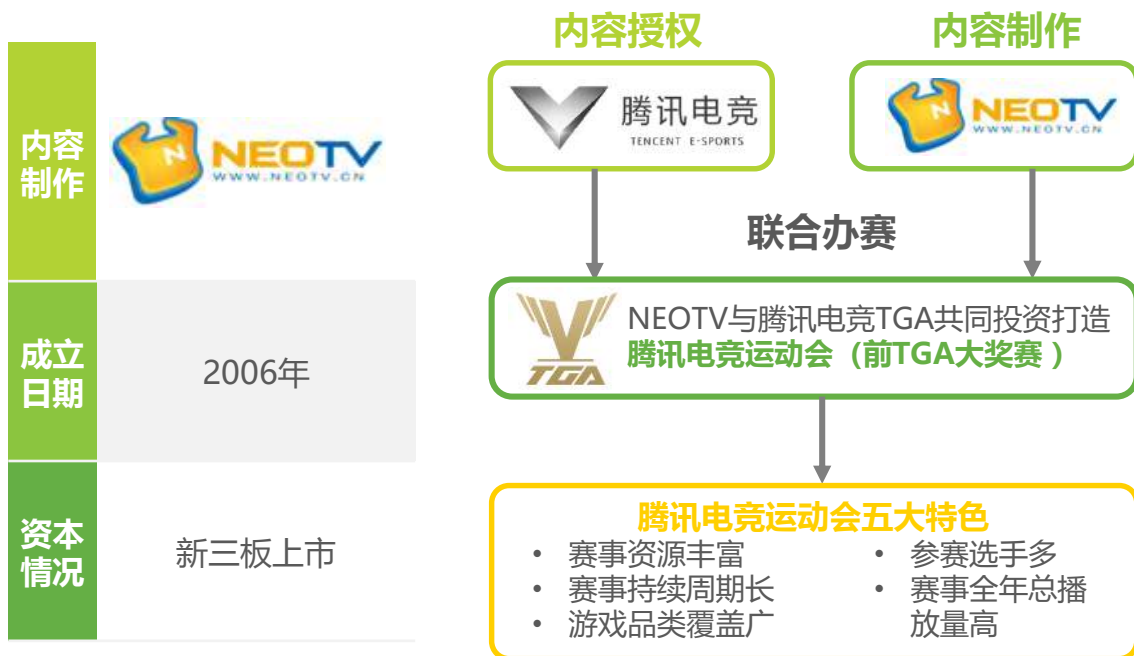 内容
制作
NEOTV
WWW.NEOTV.CN
成立
日期
2006年
资本
情况
新三板上市
内容授权
内容制作
腾讯电竞
TENCENT E-SPORTS
N
NEOTV
WWW.NEOTV.CN
联合办赛
TGA
NEOTV与腾讯电竞TGA共同投资打造
腾讯电竞运动会（前TGA大奖赛）
腾讯电竞运动会五大特色
• 赛事资源丰富
• 赛事持续周期长
• 游戏品类覆盖广
• 参赛选手多
• 赛事全年总播
放量高